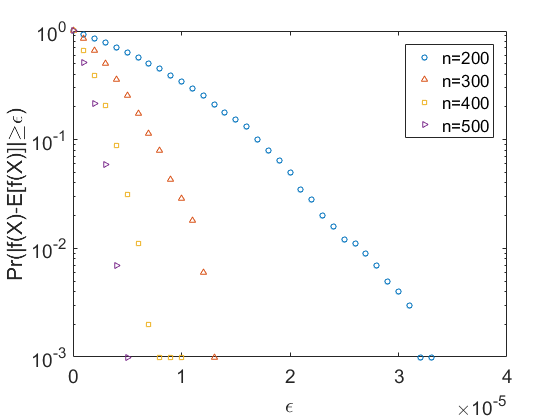 10^0
10^-1
10^-2
10^-3
Pr(|f(X)-E[f(X)]|≥ϵ)
n=200
n=300
n=400
n=500
0 1 2 3 4
×10^-5
ϵ